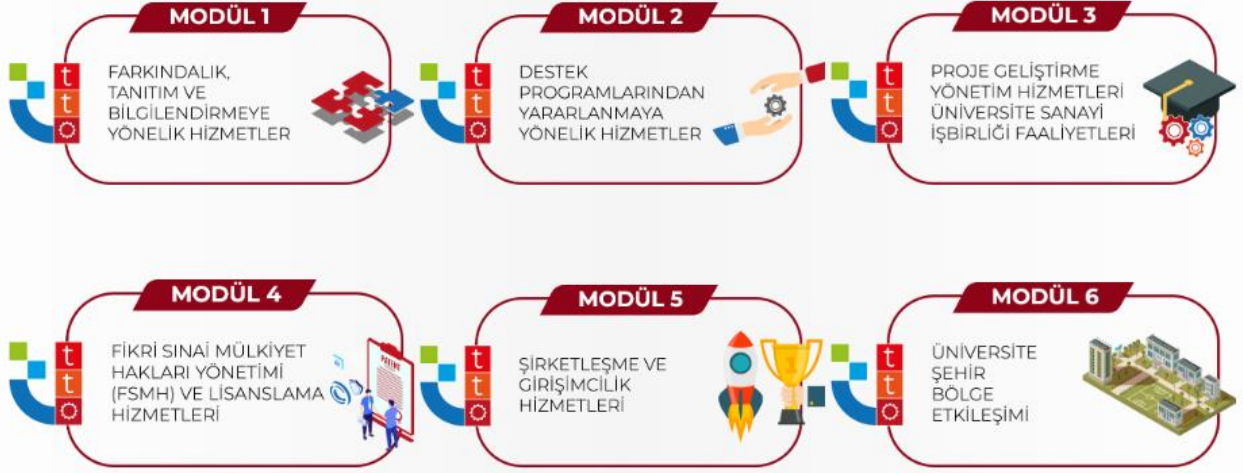 MODÜL 1
FARKINDALIK,
TANITIM VE
BİLGİLENDİRMEYE
YÖNELİK HİZMETLER
t
t
MODÜL 2
DESTEK
PROGRAMLARINDAN
YARARLANMAYA
YÖNELİK HİZMETLER
t
t
MODÜL 3
PROJE GELİŞTİRME
YÖNETİM HİZMETLERİ
ÜNİVERSİTE SANAYİ
İŞBİRLİĞİ FAALİYETLERİ
t
t
MODÜL 4
FİKRİ SINAİ MÜLKİYET
HAKLARI YÖNETİMİ
(FSMH) VE LİSANSLAMA
HİZMETLERİ
t
t
PATENT
MODÜL 5
ŞİRKETLEŞME VE
GİRİŞİMCİLİK
HİZMETLERİ
t
t
1
MODÜL 6
ÜNİVERSİTE
ŞEHİR
BÖLGE
ETKİLEŞİMİ
t
t